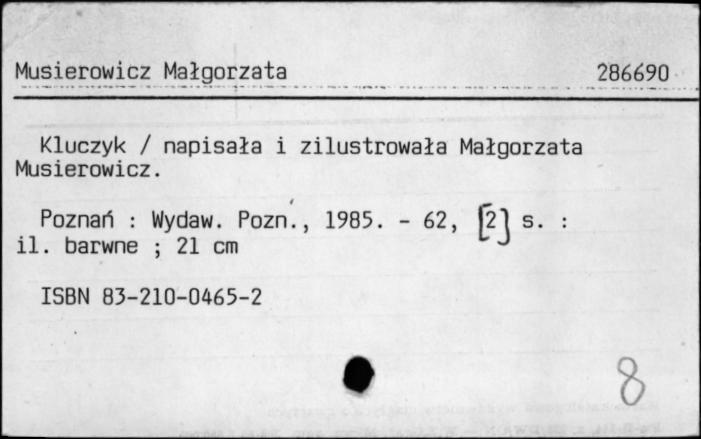 Musierowicz Małgorzata 286690
Kluczyk / napisała i zilustrowała Małgorzata
Musierowicz.
Poznań : Wydaw. Pozn., 1985. - 62, [2] s. :
il. barwne ; 21 cm
ISBN 83-210-0465-2
8